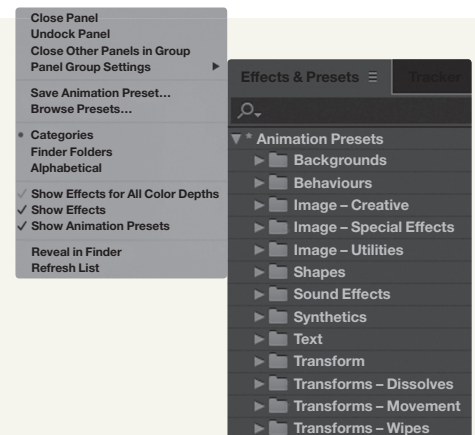 Close Panel
Undock Panel
Close Other Panels in Group
Panel Group Settings
Save Animation Preset...
Browse Presets...
Categories
Finder Folders
Alphabetical
Show Effects for All Color Depths
Show Effects
Show Animation Presets
Reveal in Finder
Refresh List
Effects & Presets Tracker
* Animation Presets
Backgrounds
Behaviours
Image – Creative
Image – Special Effects
Image – Utilities
Shapes
Sound Effects
Synthetics
Text
Transform
Transforms – Dissolves
Transforms – Movement
Transforms – Wipes